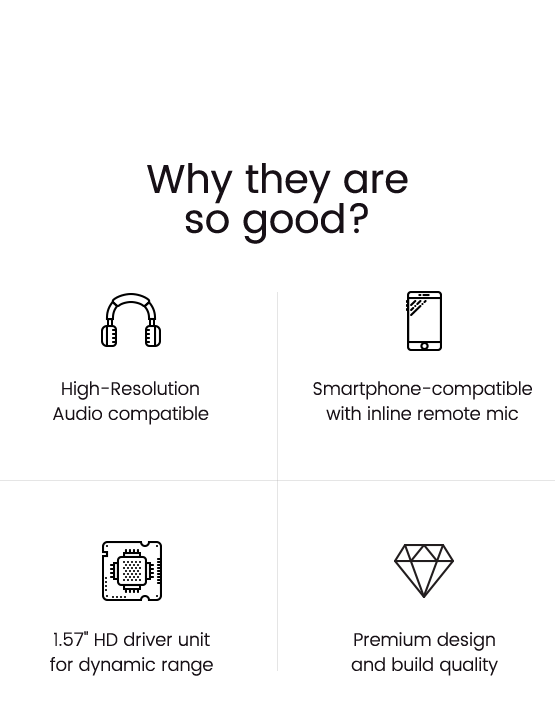 Why they are
so good?
High-Resolution
Audio compatible
Smartphone-compatible
with inline remote mic
1.57" HD driver unit
for dynamic range
Premium design
and build quality